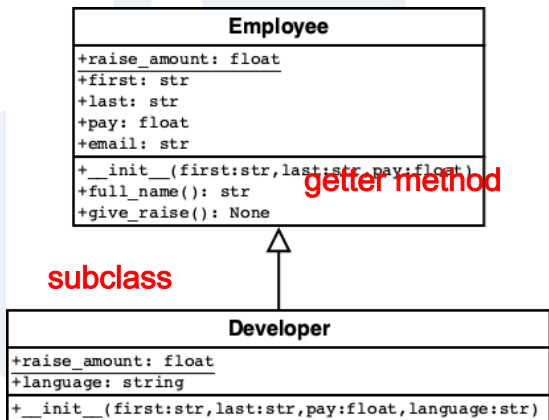 Employee
+raise_amount: float
+first: str
+last: str
+pay: float
+email: str
+__init__(first:str,last:str,pay:float)
getter method
+full_name(): str
+give_raise(): None
subclass
Developer
+raise_amount: float
+language: string
+__init__(first:str,last:str,pay:float,language:str)